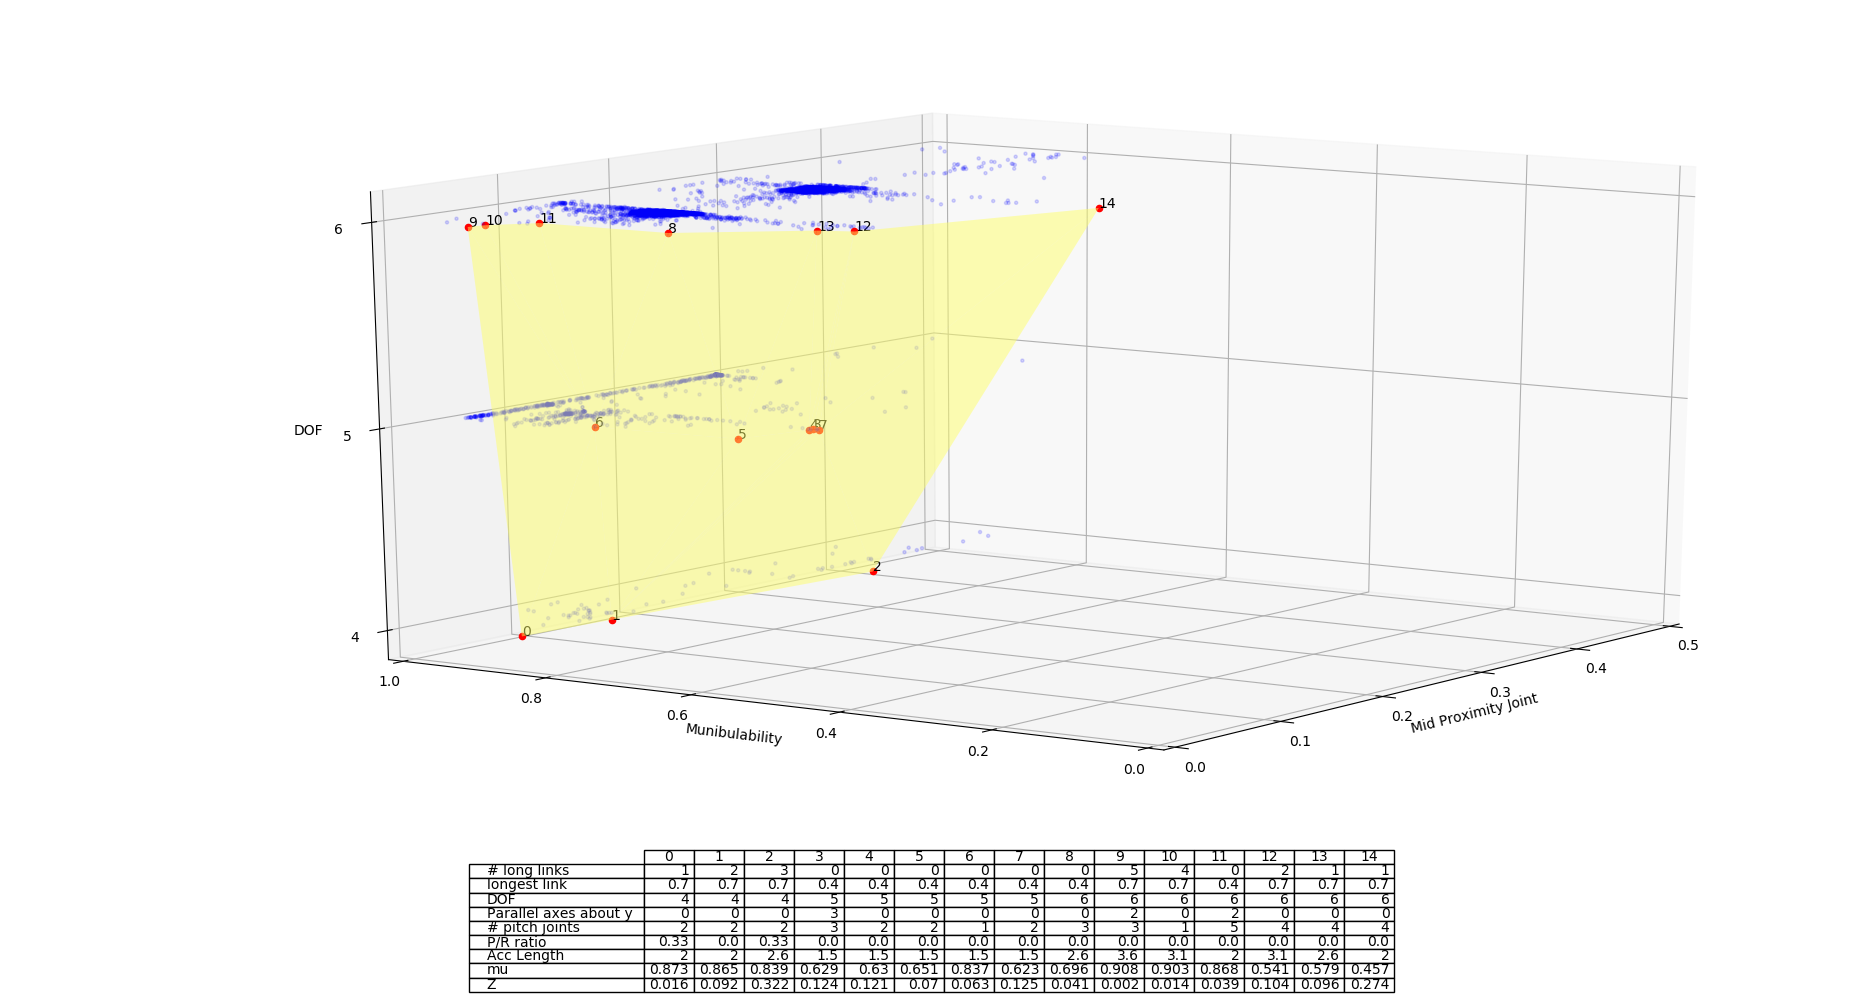 14
9
10
11
8
13
12
6
DOF
5
6
5
7
2
1
0
4
1.0
0.8
0.6
0.4
0.2
0.0
Munibulability
0.0
0.1
0.2
0.3
0.4
0.5
Mid Proximity Joint
0 1 2 3 4 5 6 7 8 9 10 11 12 13 14
# long links 1 2 3 0 0 0 0 0 0 5 4 0 2 1 1
longest link 0.7 0.7 0.7 0.4 0.4 0.4 0.4 0.4 0.4 0.7 0.7 0.4 0.7 0.7 0.7
DOF 4 4 4 5 5 5 5 5 6 6 6 6 6 6 6
Parallel axes about y 0 0 0 3 0 0 0 0 0 2 0 2 0 0 0
# pitch joints 2 2 2 3 2 2 1 2 3 3 1 5 4 4 4
P/R ratio 0.33 0.0 0.33 0.0 0.0 0.0 0.0 0.0 0.0 0.0 0.0 0.0 0.0 0.0 0.0
Acc Length 2 2 2.6 1.5 1.5 1.5 1.5 1.5 2.6 3.6 3.1 2 3.1 2.6 2
mu 0.873 0.865 0.839 0.629 0.63 0.651 0.837 0.623 0.696 0.908 0.903 0.868 0.541 0.579 0.457
Z 0.016 0.092 0.322 0.124 0.121 0.07 0.063 0.125 0.041 0.002 0.014 0.039 0.104 0.096 0.274